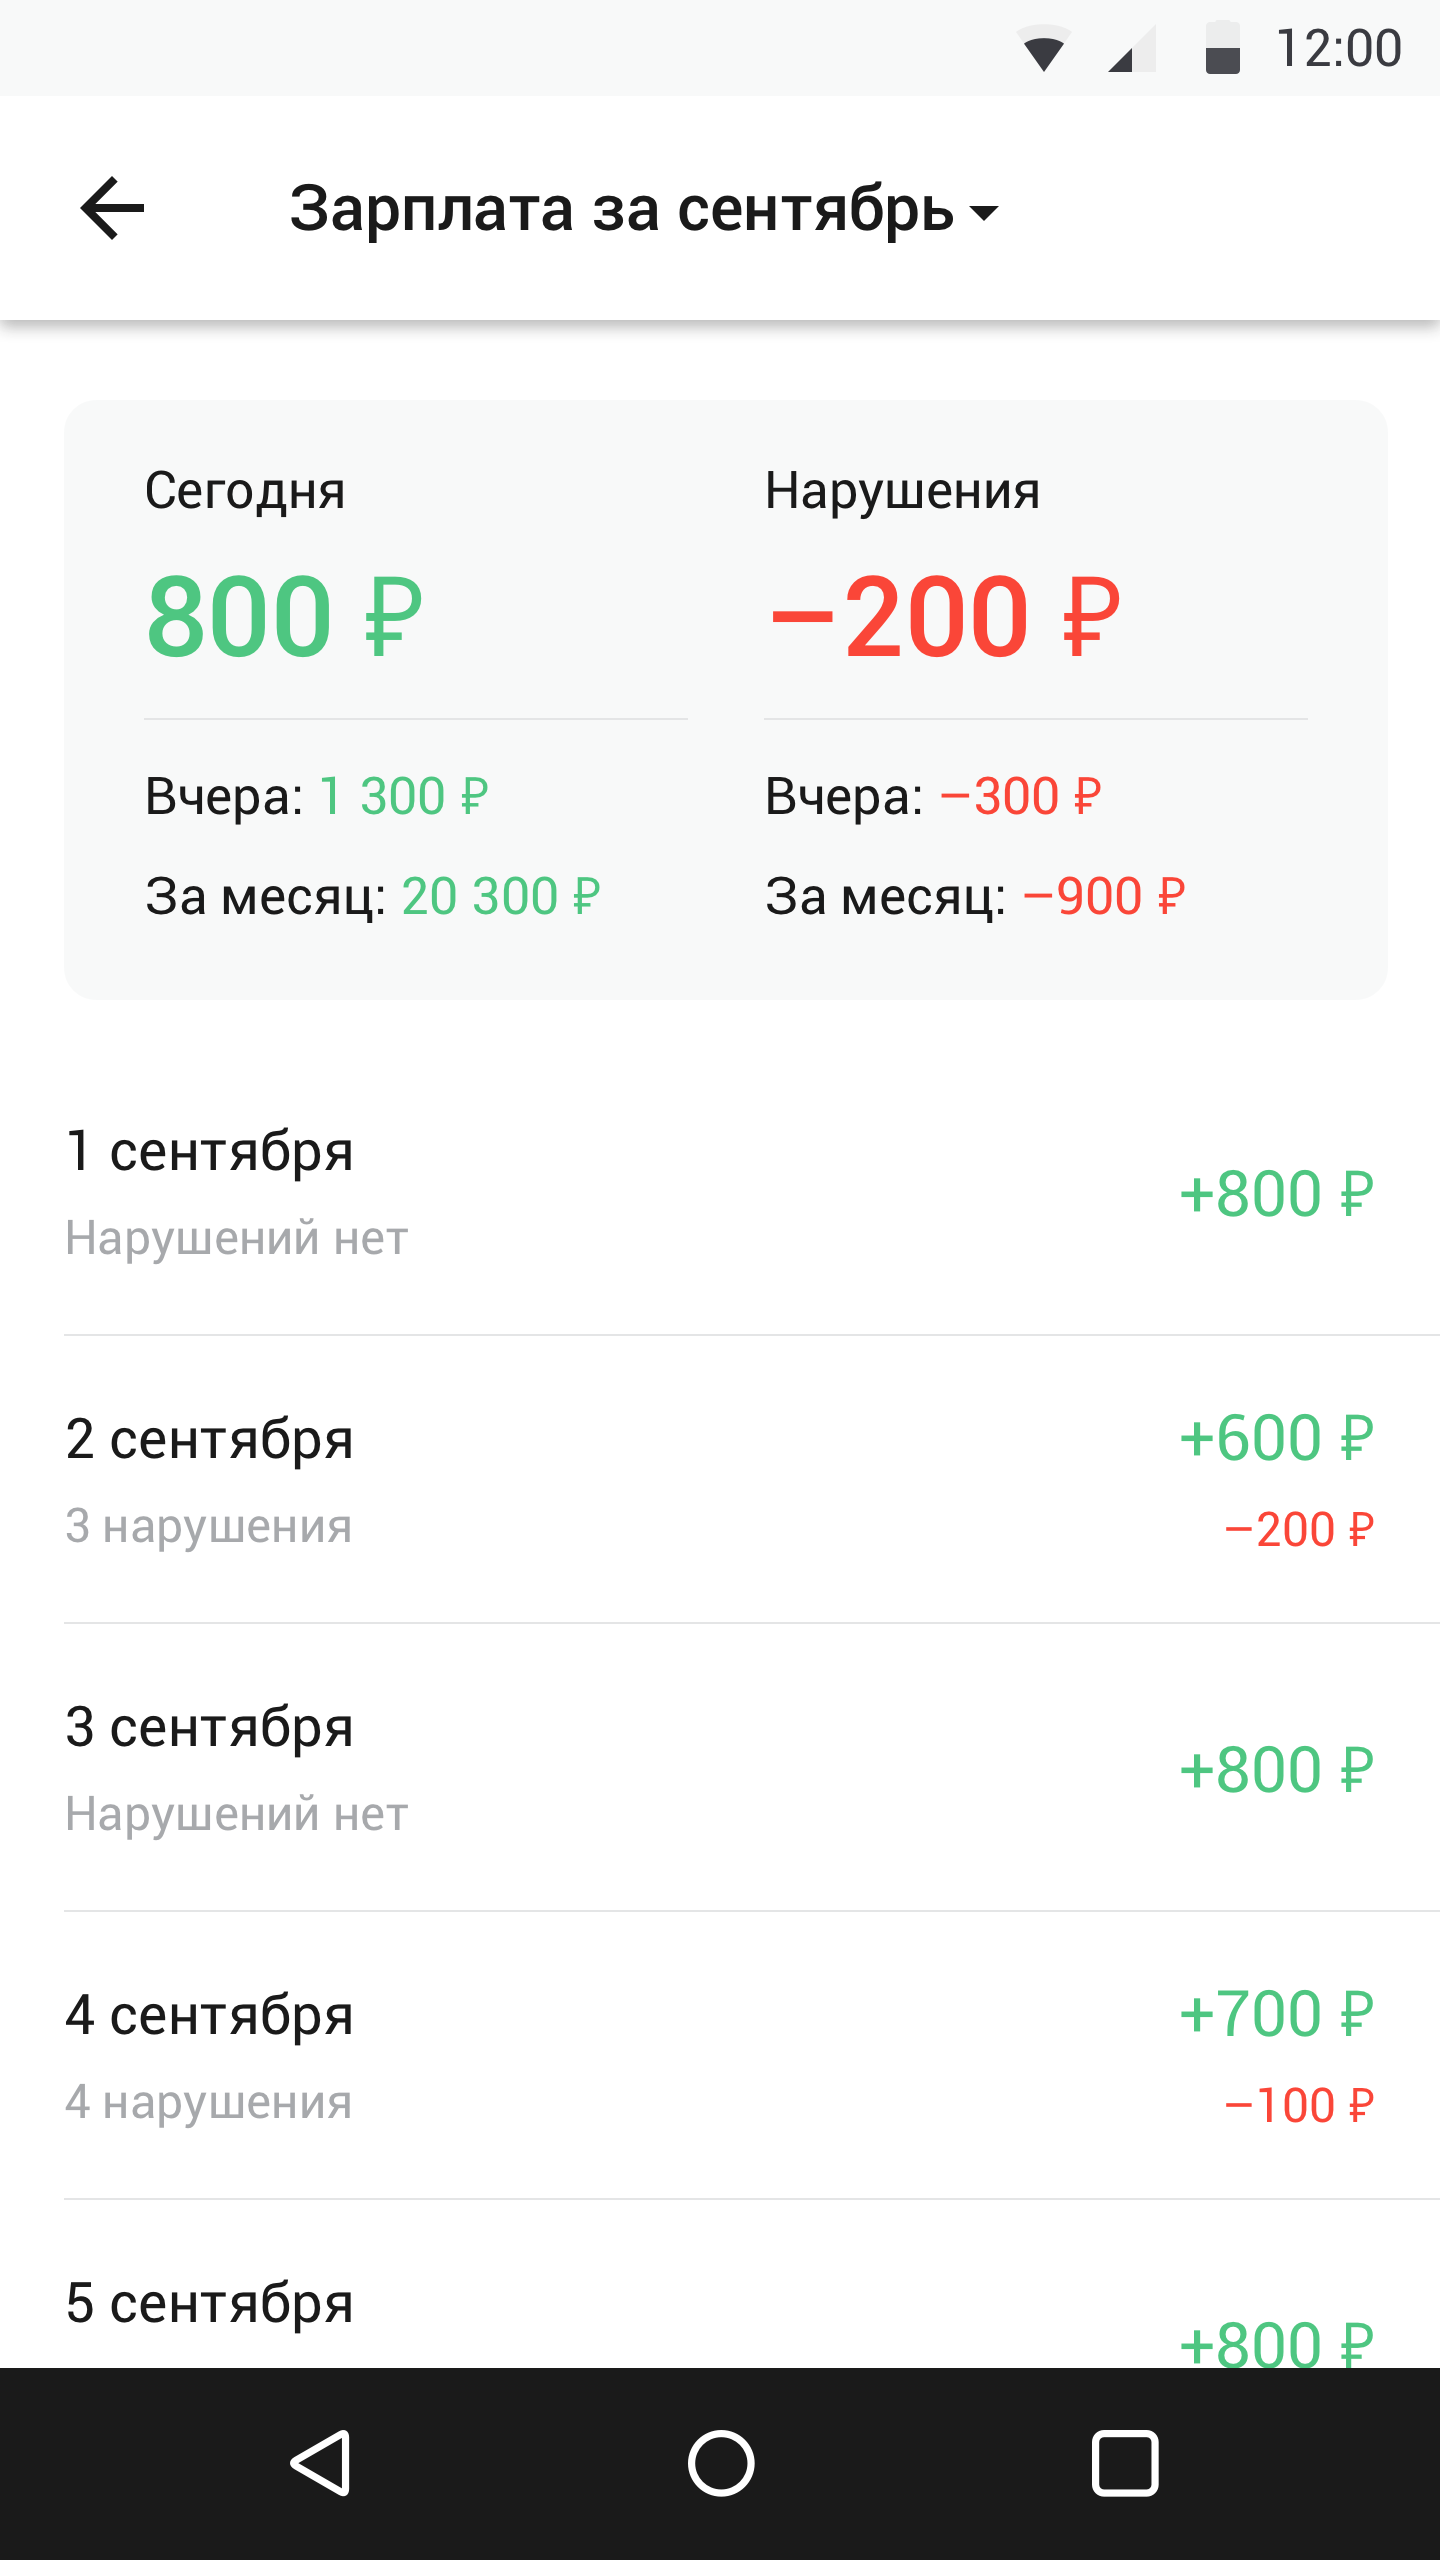 12:00
Зарплата за сентябрь
Сегодня
800 ₽
Вчера: 1 300 ₽
За месяц: 20 300 ₽
Нарушения
–200 ₽
Вчера: –300 ₽
За месяц: –900 ₽
1 сентября
Нарушений нет
+800 ₽
2 сентября
3 нарушения
+600 ₽
–200 ₽
3 сентября
Нарушений нет
+800 ₽
4 сентября
4 нарушения
+700 ₽
–100 ₽
5 сентября
+800 ₽